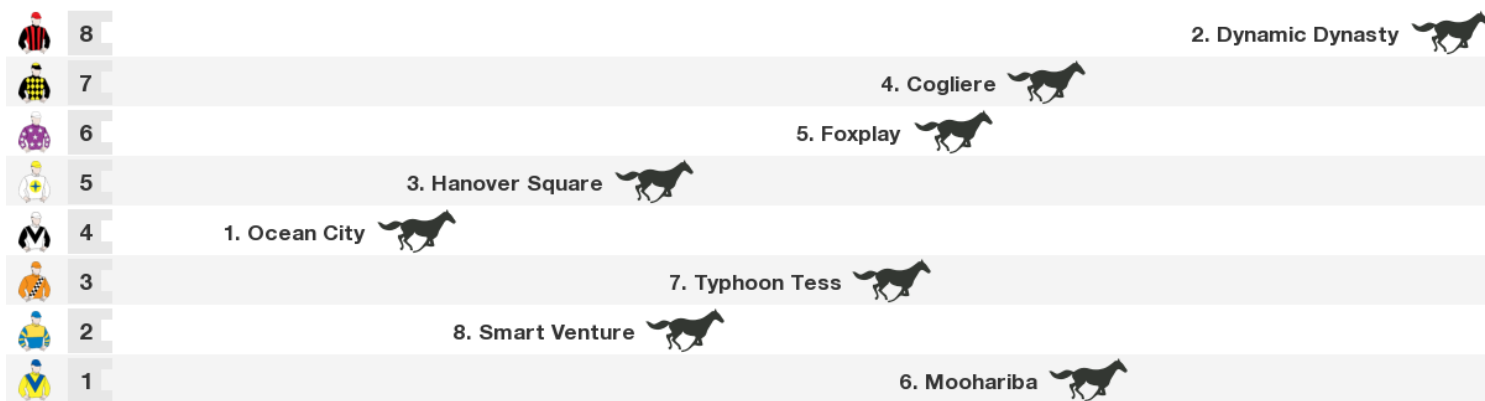 8 2. Dynamic Dynasty
7 4. Cogliere
6 5. Foxplay
5 3. Hanover Square
4 1. Ocean City
3 7. Typhoon Tess
2 8. Smart Venture
1 6. Moohariba